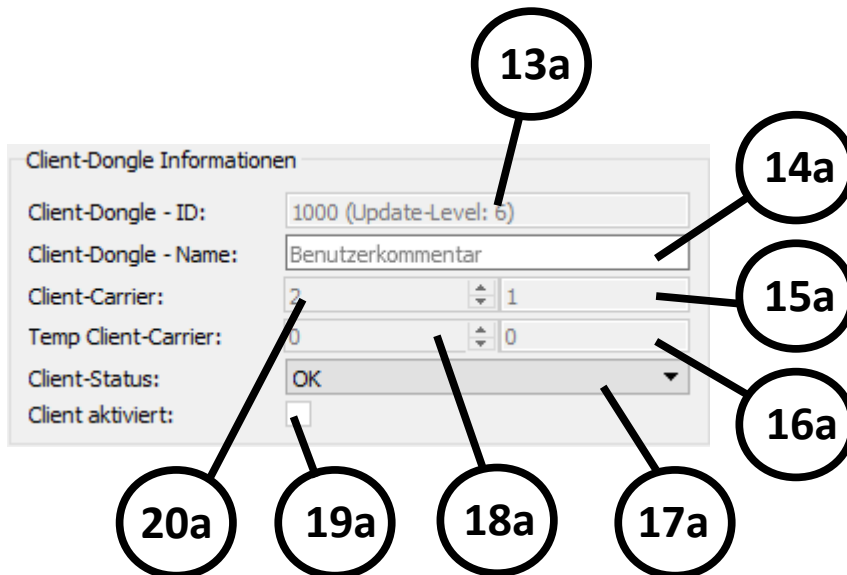 13a
Client-Dongle Informationen
14a
Client-Dongle - ID: 1000 (Update-Level: 6)
Client-Dongle - Name: Benutzerkommentar
Client-Carrier: 2 1
15a
Temp Client-Carrier: 0 0
Client-Status: OK
Client aktiviert:
16a
20a 19a 18a 17a